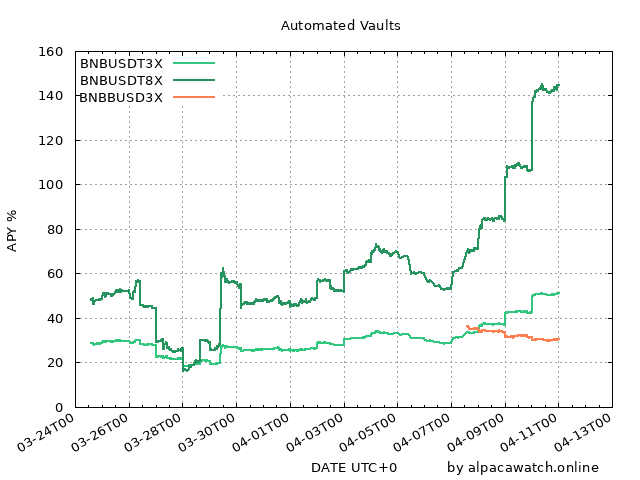 Automated Vaults
BNBUSDT3X
BNBUSDT8X
BNBBUSD3X
APY %
160
140
120
100
80
60
40
20
0
03-24T00
03-26T00
03-28T00
03-30T00
04-01T00
04-03T00
04-05T00
04-07T00
04-09T00
04-11T00
04-13T00
DATE UTC+0
by alpacawatch.online